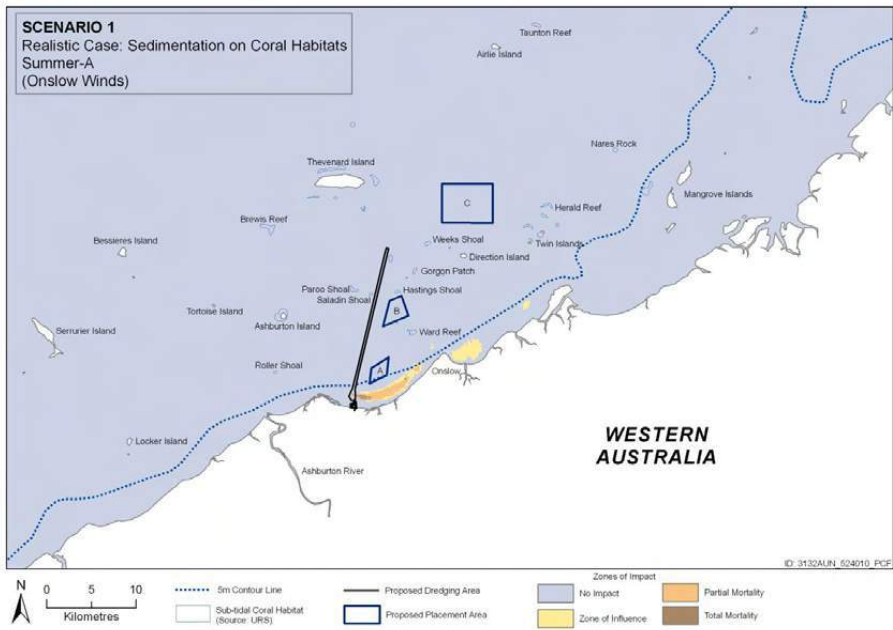 SCENARIO 1
Realistic Case: Sedimentation on Coral Habitats
Summer-A
(Onslow Winds)
Taunton Reef
Airlie Island
Nares Rock
Thevenard Island
Mangrove Islands
C
Herald Reef
Brewis Reef
Bessieres Island
Weeks Shoal
Twin Islands
Direction Island
Gorgon Patch
Paroo Shoal
Hastings Shoal
Saladin Shoal
Tortoise Island
B
Ashburton Island
Serrurier Island
Ward Reef
Roller Shoal
A
Onslow
WESTERN
AUSTRALIA
Locker Island
Ashburton River
ID: 3132AUN_524010_PCF
N
0 5 10
Kilometres
5m Contour Line
Sub-tidal Coral Habitat
(Source: URS)
Proposed Dredging Area
Proposed Placement Area
Zones of Impact
No Impact
Zone of Influence
Partial Mortality
Total Mortality